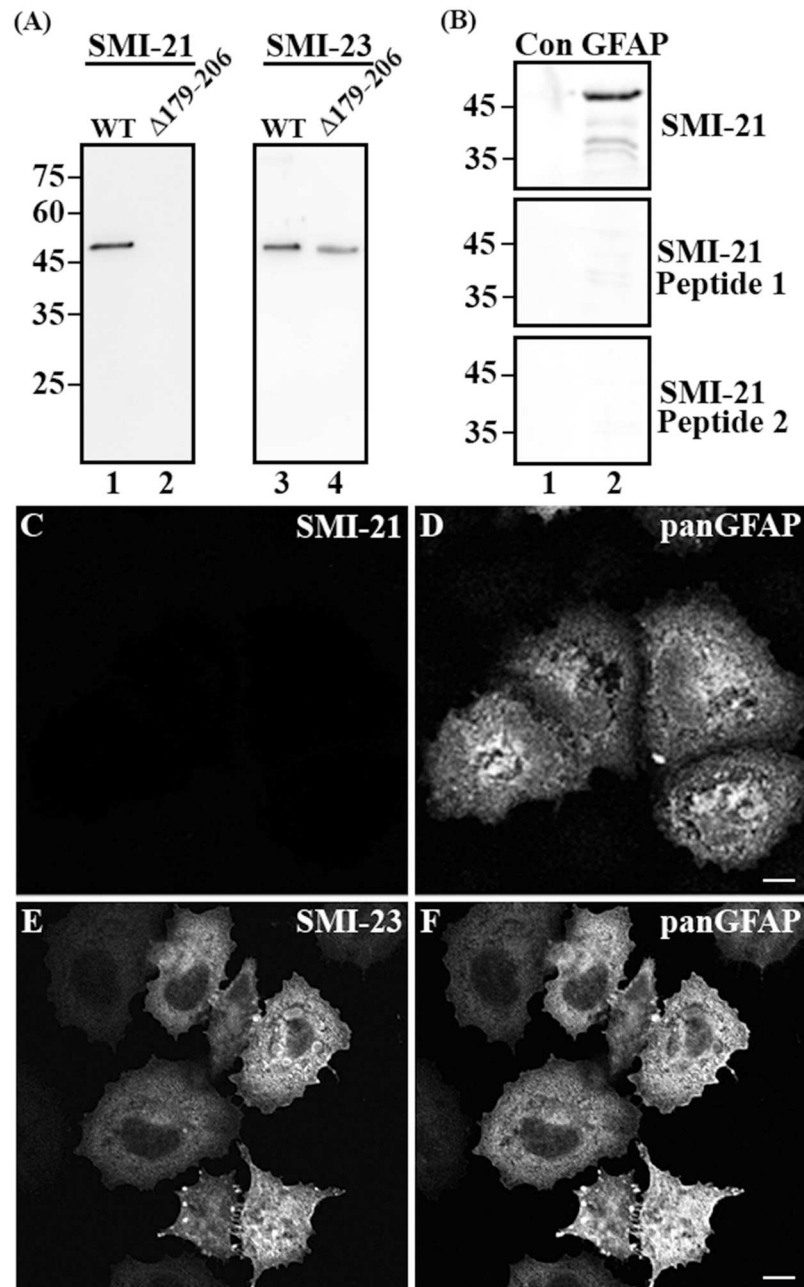 (A)
SMI-21 SMI-23
WT Δ179-206 WT Δ179-206
75
60
45
35
25
1 2 3 4
(B)
Con GFAP
45
35
SMI-21
45
35
SMI-21
Peptide 1
45
35
SMI-21
Peptide 2
1 2
C SMI-21
D panGFAP
E SMI-23
F panGFAP